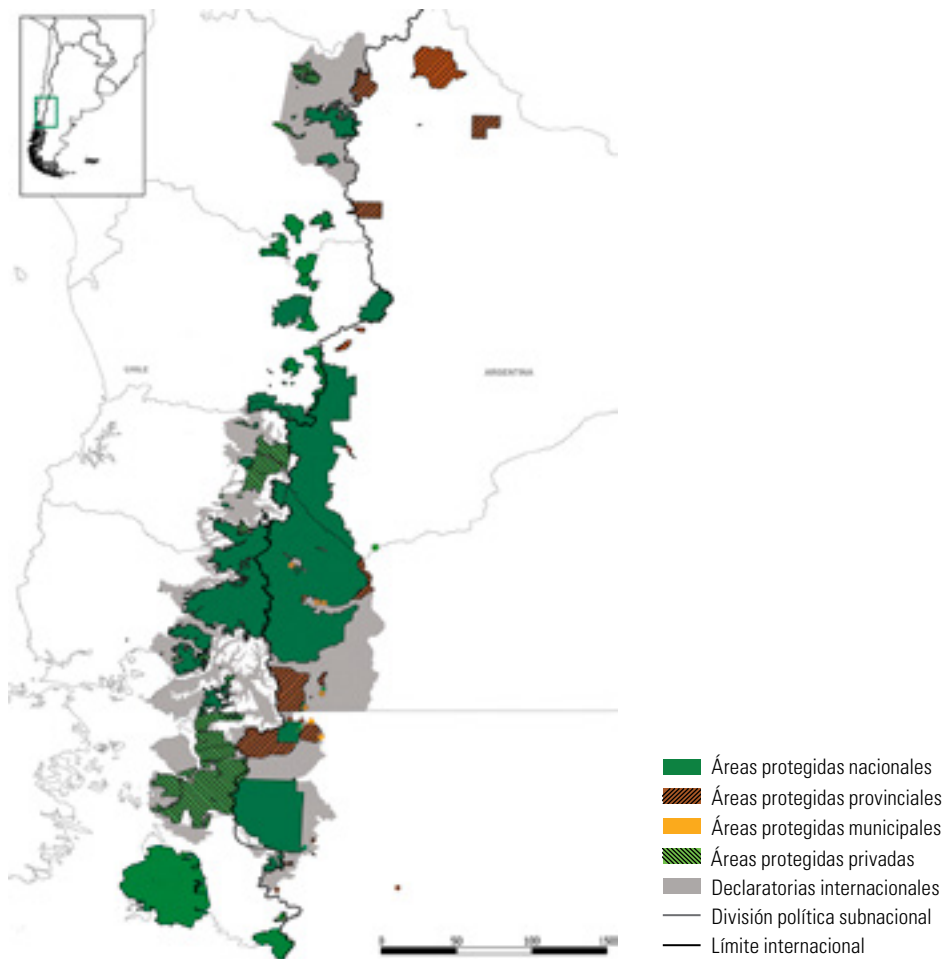 CHILE
ARGENTINA
Áreas protegidas nacionales
Áreas protegidas provinciales
Áreas protegidas municipales
Áreas protegidas privadas
Declaratorias internacionales
División política subnacional
Límite internacional
0 50 100 150